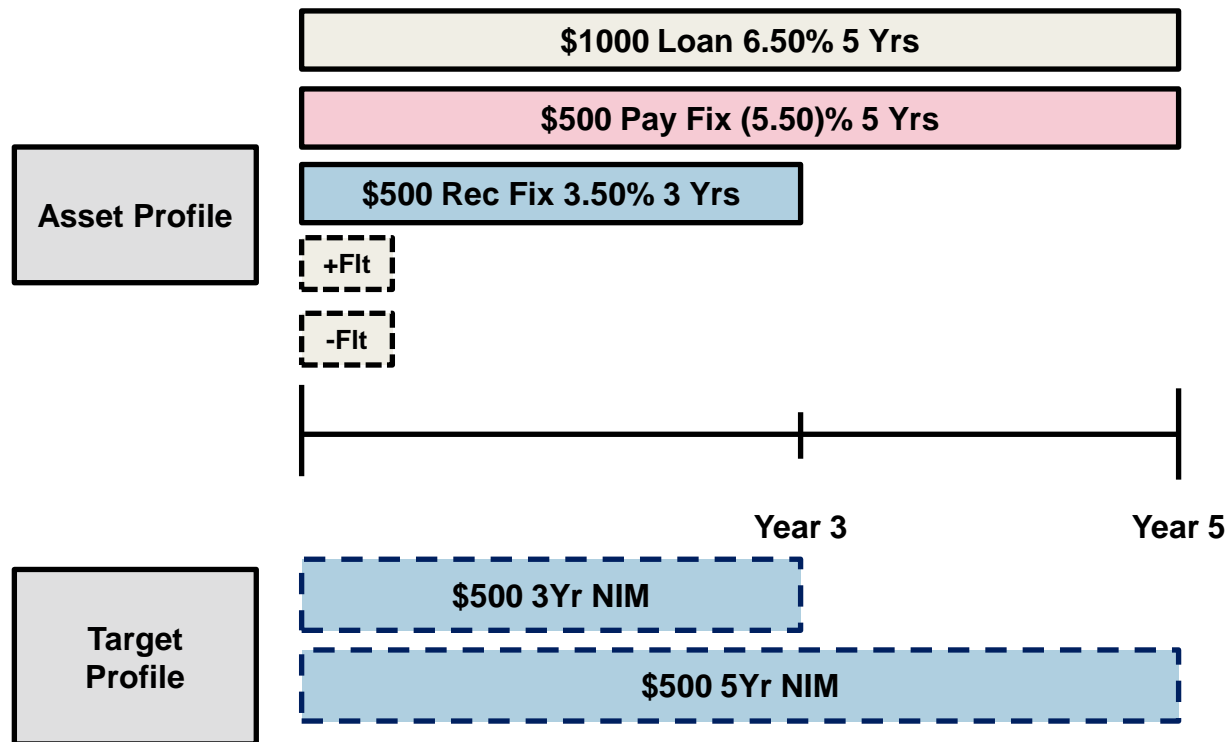 $1000 Loan 6.50% 5 Yrs
$500 Pay Fix (5.50)% 5 Yrs
Asset Profile
$500 Rec Fix 3.50% 3 Yrs
+Flt
-Flt
Year 3
Year 5
$500 3Yr NIM
Target
Profile
$500 5Yr NIM